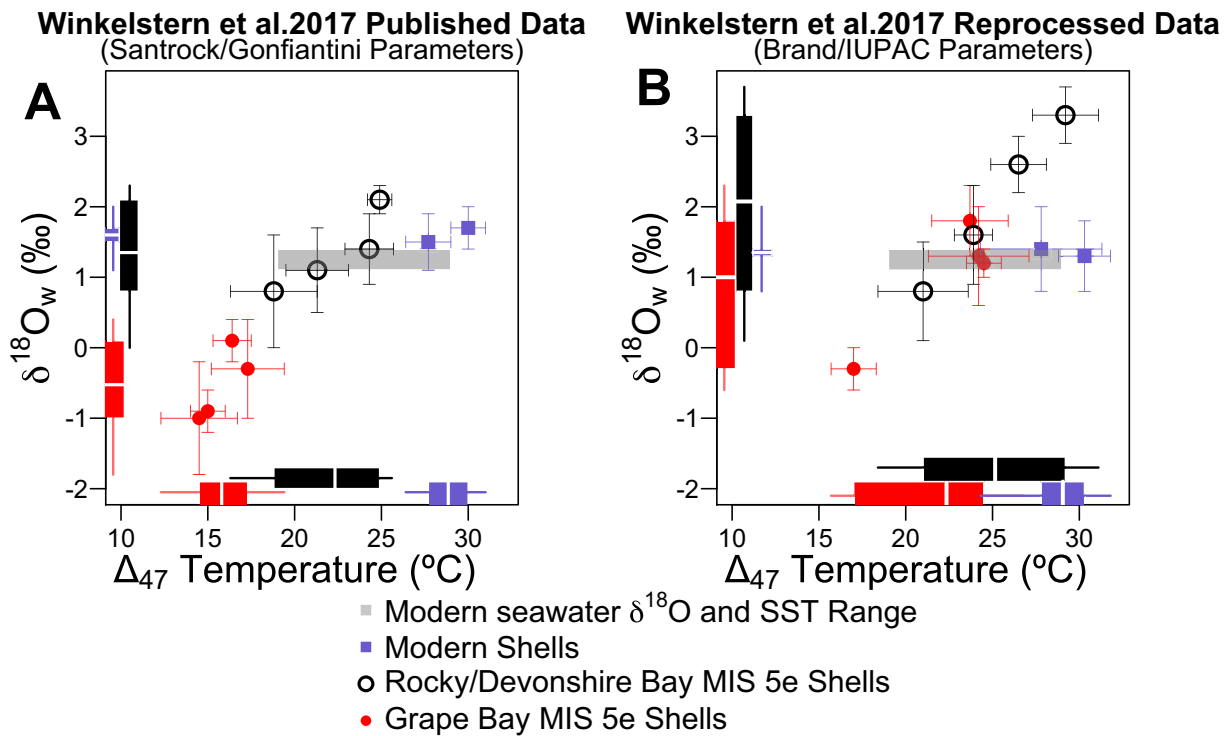 Winkelstern et al.2017 Published Data
(Santrock/Gonfiantini Parameters)
Winkelstern et al.2017 Reprocessed Data
(Brand/IUPAC Parameters)
A
3
2
1
0
-1
-2
δ¹⁸Ow (‰)
10 15 20 25 30
Δ₄₇ Temperature (ºC)
B
3
2
1
0
-1
-2
δ¹⁸Ow (‰)
10 15 20 25 30
Δ₄₇ Temperature (ºC)
Modern seawater δ¹⁸O and SST Range
Modern Shells
Rocky/Devonshire Bay MIS 5e Shells
Grape Bay MIS 5e Shells